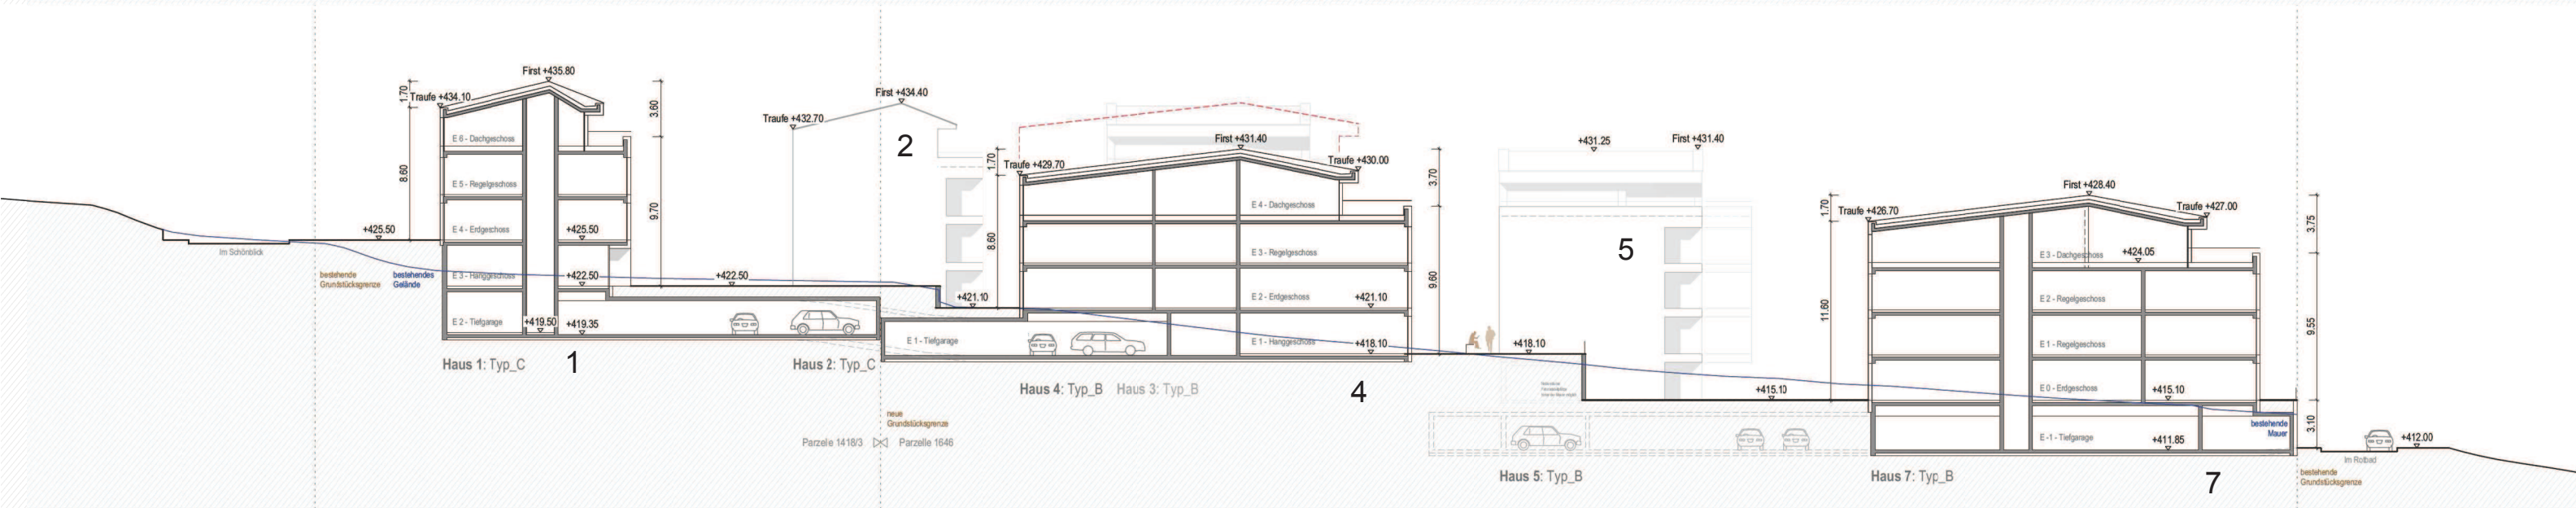 First +435.80
1.70
Traufe +434.10
3.60
E 6 - Dachgeschoss
8.60
E 5 - Regelgeschoss
9.70
+425.50
E 4 - Erdgeschoss
+425.50
Im Schönblick
bestehende
Grundstücksgrenze
bestehendes
Gelände
E 3 - Hanggeschoss
+422.50
+422.50
E 2 - Tiefgarage
+419.50
+419.35
Haus 1: Typ_C
1
First +434.40
Traufe +432.70
2
Haus 2: Typ_C
neue
Grundstücksgrenze
Parzele 1418/3
Parzelle 1646
First +431.40
1.70
Traufe +429.70
Traufe +430.00
3.70
E 4 - Dachgeschoss
8.60
E 3 - Regelgeschoss
9.60
+421.10
E 2 - Erdgeschoss
+421.10
E 1 - Tiefgarage
E 1 - Hanggeschoss
+418.10
Haus 4: Typ_B
Haus 3: Typ_B
4
+431.25
First +431.40
5
+418.10
+415.10
Haus 5: Typ_B
First +428.40
1.70
Traufe +426.70
Traufe +427.00
3.75
E 3 - Dachgeschoss
+424.05
11.60
E 2 - Regelgeschoss
9.55
E 1 - Regelgeschoss
E 0 - Erdgeschoss
+415.10
bestehende
Mauer
3.10
E -1 - Tiefgarage
+411.85
+412.00
Im Rotbad
Haus 7: Typ_B
7
bestehende
Grundstücksgrenze